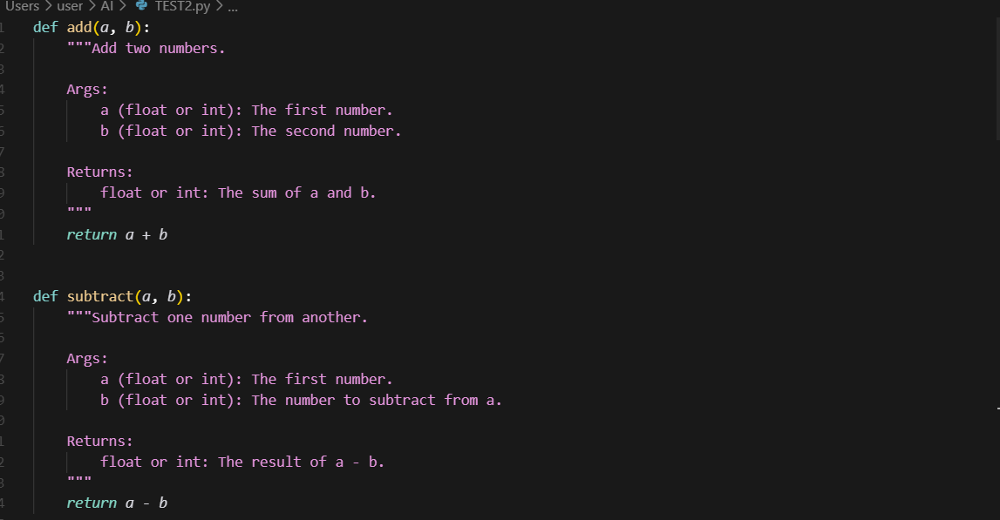 Users > user > AI > TEST2.py > ...
def add(a, b):
    """Add two numbers.

    Args:
        a (float or int): The first number.
        b (float or int): The second number.

    Returns:
        float or int: The sum of a and b.
    """
    return a + b


def subtract(a, b):
    """Subtract one number from another.

    Args:
        a (float or int): The first number.
        b (float or int): The number to subtract from a.

    Returns:
        float or int: The result of a - b.
    """
    return a - b